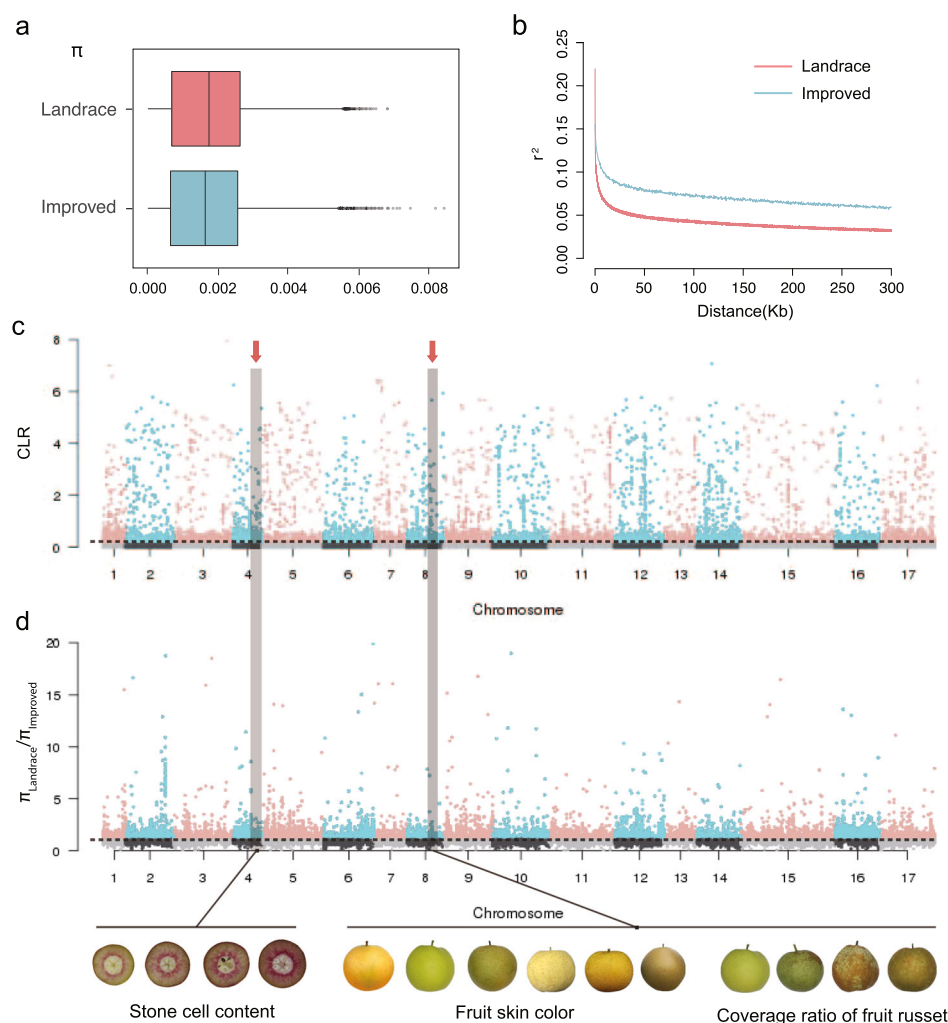 a
π
Landrace
Improved
0.000 0.002 0.004 0.006 0.008
b
0.25
0.20
0.15
0.10
0.05
0.00
r²
Landrace
Improved
0 50 100 150 200 250 300
Distance(Kb)
c
8
6
4
2
0
CLR
1 2 3 4 5 6 7 8 9 10 11 12 13 14 15 16 17
Chromosome
d
20
15
10
5
0
πLandrace/πImproved
1 2 3 4 5 6 7 8 9 10 11 12 13 14 15 16 17
Chromosome
Stone cell content
Fruit skin color
Coverage ratio of fruit russet